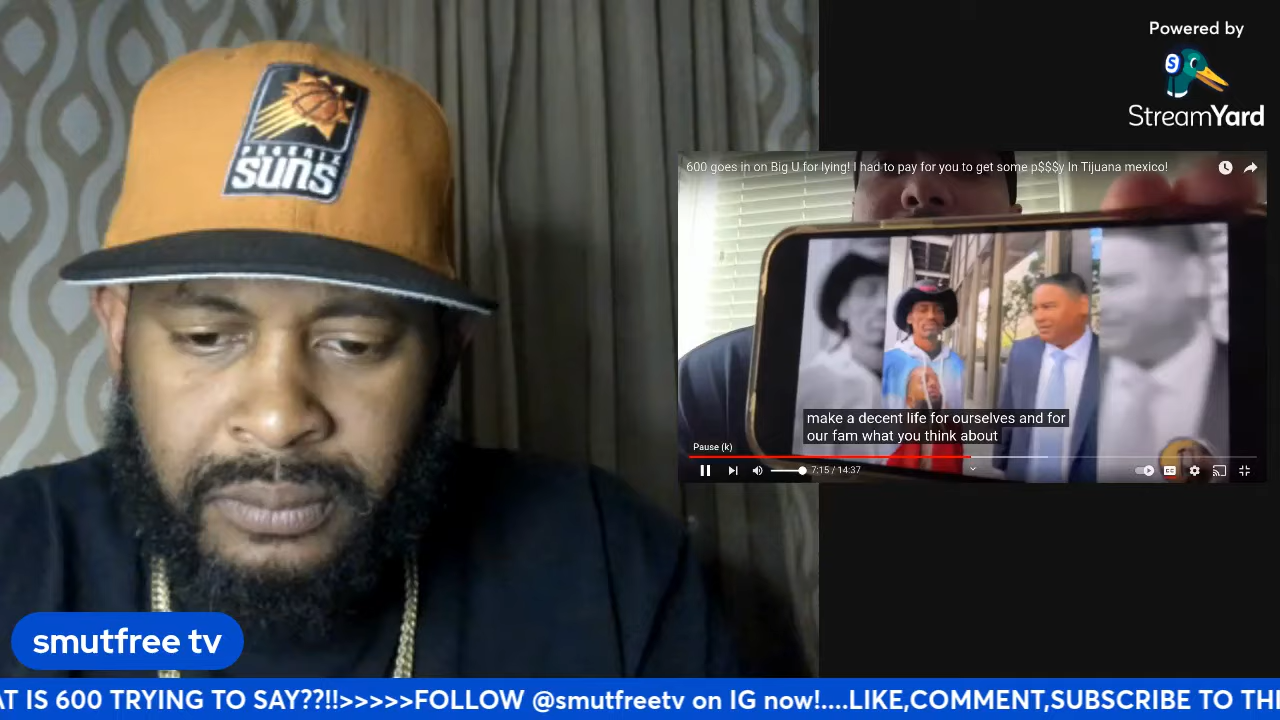 Powered by
S
StreamYard
PHOENIX
SUNS
600 goes in on Big U for lying! I had to pay for you to get some p$$$y In Tijuana mexico!
make a decent life for ourselves and for
our fam what you think about
Pause (k)
7:15 / 14:37
CC
smutfree tv
AT IS 600 TRYING TO SAY??!!>>>>>FOLLOW @smutfreetv on IG now!....LIKE,COMMENT,SUBSCRIBE TO TH